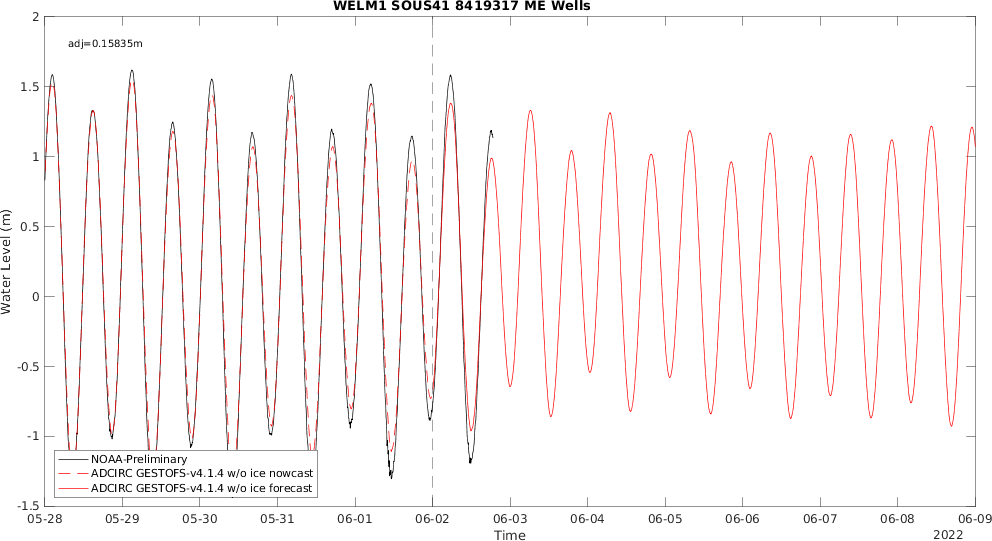 WELM1 SOUS41 8419317 ME Wells
adj=0.15835m
Water Level (m)
2
1.5
1
0.5
0
-0.5
-1
-1.5
NOAA-Preliminary
ADCIRC GESTOFS-v4.1.4 w/o ice nowcast
ADCIRC GESTOFS-v4.1.4 w/o ice forecast
05-28 05-29 05-30 05-31 06-01 06-02 06-03 06-04 06-05 06-06 06-07 06-08 06-09
Time
2022